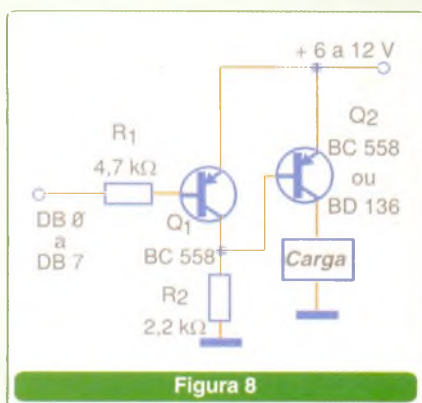 + 6 a 12 V
R1
4,7 kΩ
Q2
BC 558
ou
BD 136
DB Ø
a
DB 7
Q1
BC 558
Carga
R2
2,2 kΩ
Figura 8